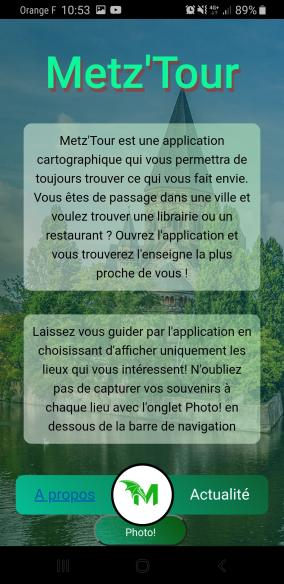 Orange F 10:53 89%
Metz'Tour
Metz'Tour est une application
cartographique qui vous permettra de
toujours trouver ce qui vous fait envie.
Vous êtes de passage dans une ville et
voulez trouver une librairie ou un
restaurant ? Ouvrez l'application et
vous trouverez l'enseigne la plus
proche de vous !
Laissez vous guider par l'application en
choisissant d'afficher uniquement les
lieux qui vous intéressent! N'oubliez
pas de capturer vos souvenirs à
chaque lieu avec l'onglet Photo! en
dessous de la barre de navigation
A propos M Actualité
Photo!